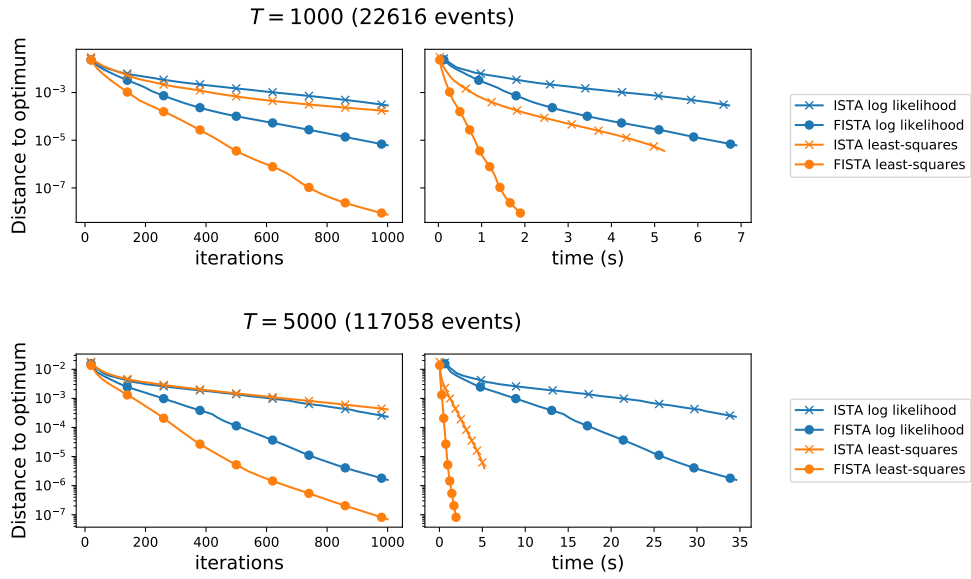 T = 1000 (22616 events)
Distance to optimum
10⁻³
10⁻⁵
10⁻⁷
0 200 400 600 800 1000
iterations
0 1 2 3 4 5 6 7
time (s)
ISTA log likelihood
FISTA log likelihood
ISTA least-squares
FISTA least-squares
T = 5000 (117058 events)
Distance to optimum
10⁻²
10⁻³
10⁻⁴
10⁻⁵
10⁻⁶
10⁻⁷
0 200 400 600 800 1000
iterations
0 5 10 15 20 25 30 35
time (s)
ISTA log likelihood
FISTA log likelihood
ISTA least-squares
FISTA least-squares